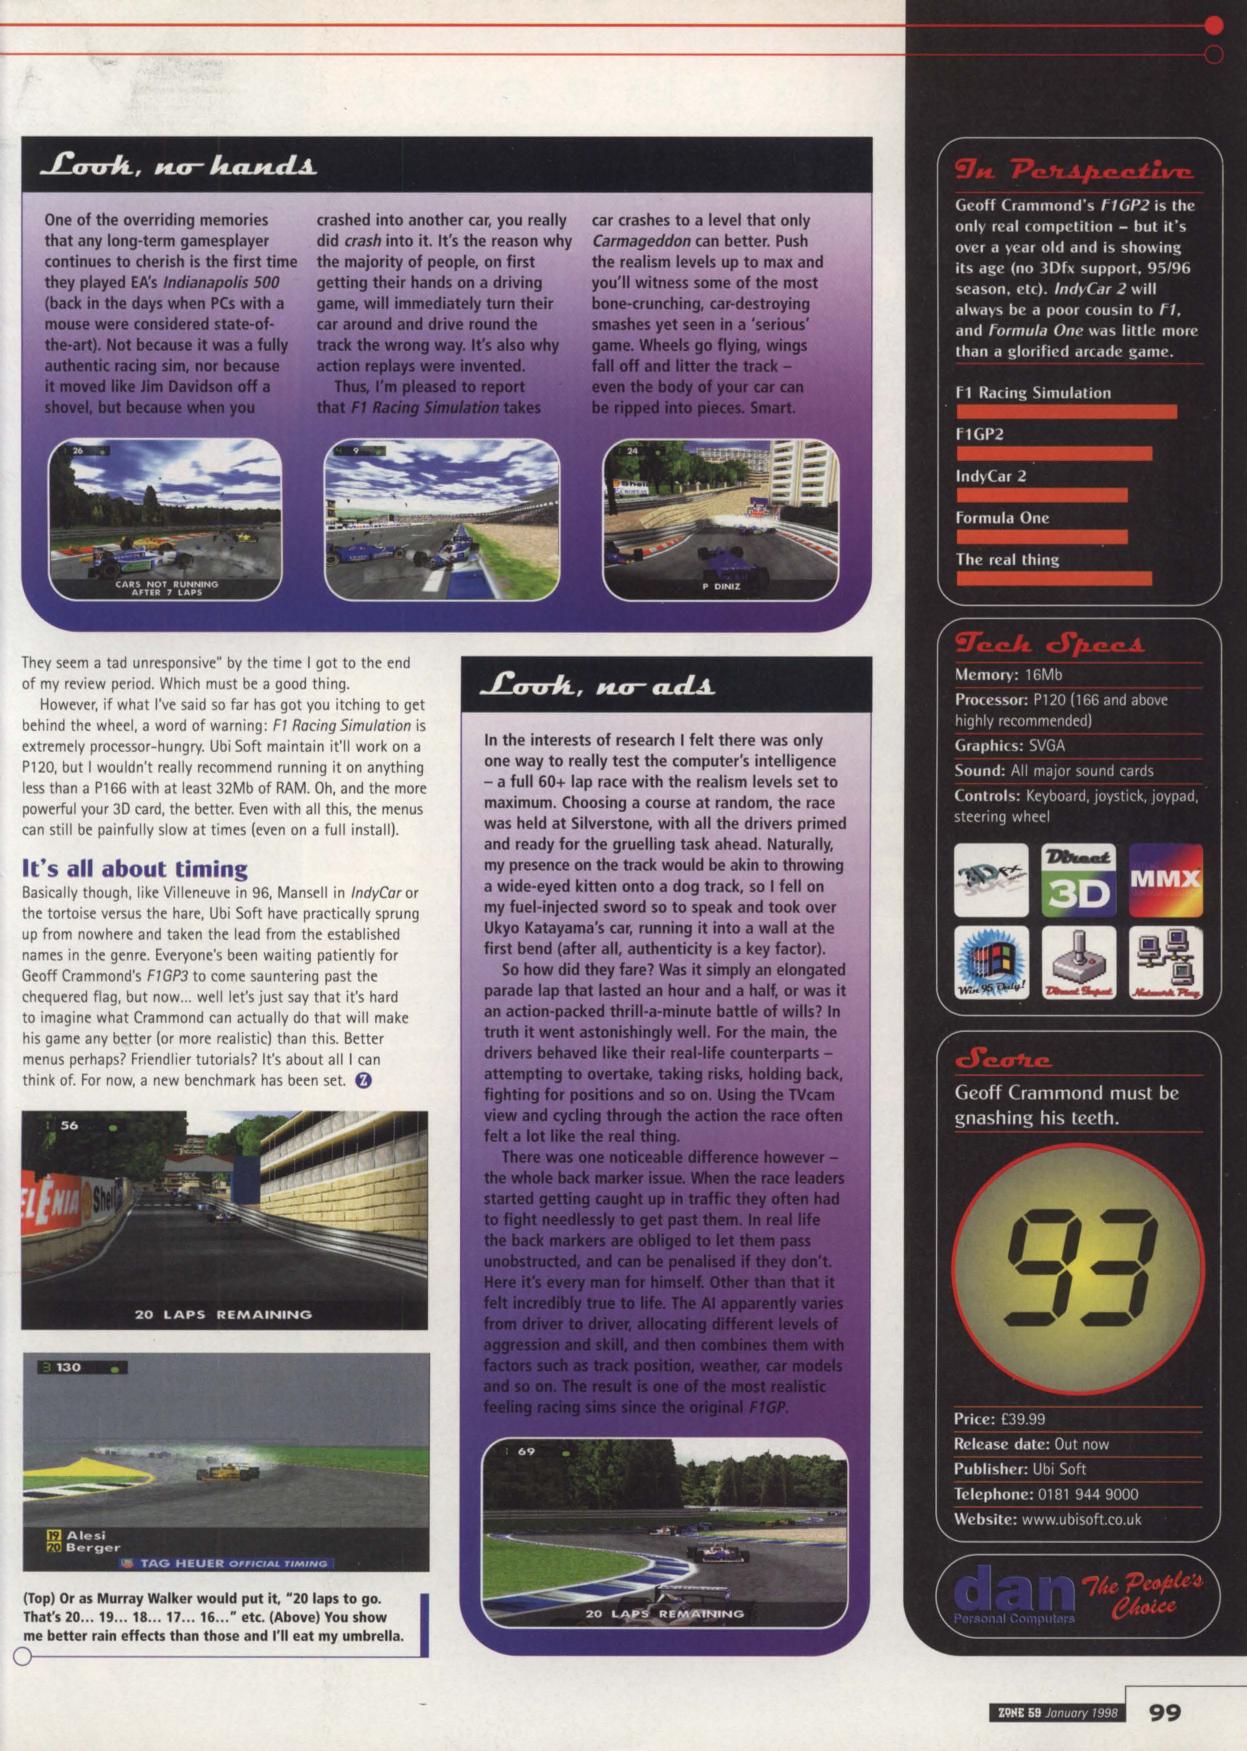 Look, no hands
One of the overriding memories
that any long-term gamesplayer
continues to cherish is the first time
they played EA's Indianapolis 500
(back in the days when PCs with a
mouse were considered state-of-
the-art). Not because it was a fully
authentic racing sim, nor because
it moved like Jim Davidson off a
shovel, but because when you
crashed into another car, you really
did crash into it. It's the reason why
the majority of people, on first
getting their hands on a driving
game, will immediately turn their
car around and drive round the
track the wrong way. It's also why
action replays were invented.
Thus, I'm pleased to report
that F1 Racing Simulation takes
car crashes to a level that only
Carmageddon can better. Push
the realism levels up to max and
you'll witness some of the most
bone-crunching, car-destroying
smashes yet seen in a 'serious'
game. Wheels go flying, wings
fall off and litter the track –
even the body of your car can
be ripped into pieces. Smart.
26
CARS NOT RUNNING
AFTER 7 LAPS
9
24
Shell
P DINIZ
They seem a tad unresponsive" by the time I got to the end
of my review period. Which must be a good thing.
However, if what I've said so far has got you itching to get
behind the wheel, a word of warning: F1 Racing Simulation is
extremely processor-hungry. Ubi Soft maintain it'll work on a
P120, but I wouldn't really recommend running it on anything
less than a P166 with at least 32Mb of RAM. Oh, and the more
powerful your 3D card, the better. Even with all this, the menus
can still be painfully slow at times (even on a full install).
It's all about timing
Basically though, like Villeneuve in 96, Mansell in IndyCar or
the tortoise versus the hare, Ubi Soft have practically sprung
up from nowhere and taken the lead from the established
names in the genre. Everyone's been waiting patiently for
Geoff Crammond's F1GP3 to come sauntering past the
chequered flag, but now... well let's just say that it's hard
to imagine what Crammond can actually do that will make
his game any better (or more realistic) than this. Better
menus perhaps? Friendlier tutorials? It's about all I can
think of. For now, a new benchmark has been set. Z
1 56
ELENIA
Shell
20 LAPS REMAINING
3 130
19 Alesi
20 Berger
TAG HEUER OFFICIAL TIMING
(Top) Or as Murray Walker would put it, "20 laps to go.
That's 20... 19... 18... 17... 16..." etc. (Above) You show
me better rain effects than those and I'll eat my umbrella.
Look, no ads
In the interests of research I felt there was only
one way to really test the computer's intelligence
– a full 60+ lap race with the realism levels set to
maximum. Choosing a course at random, the race
was held at Silverstone, with all the drivers primed
and ready for the gruelling task ahead. Naturally,
my presence on the track would be akin to throwing
a wide-eyed kitten onto a dog track, so I fell on
my fuel-injected sword so to speak and took over
Ukyo Katayama's car, running it into a wall at the
first bend (after all, authenticity is a key factor).
So how did they fare? Was it simply an elongated
parade lap that lasted an hour and a half, or was it
an action-packed thrill-a-minute battle of wills? In
truth it went astonishingly well. For the main, the
drivers behaved like their real-life counterparts –
attempting to overtake, taking risks, holding back,
fighting for positions and so on. Using the TVcam
view and cycling through the action the race often
felt a lot like the real thing.
There was one noticeable difference however –
the whole back marker issue. When the race leaders
started getting caught up in traffic they often had
to fight needlessly to get past them. In real life
the back markers are obliged to let them pass
unobstructed, and can be penalised if they don't.
Here it's every man for himself. Other than that it
felt incredibly true to life. The AI apparently varies
from driver to driver, allocating different levels of
aggression and skill, and then combines them with
factors such as track position, weather, car models
and so on. The result is one of the most realistic
feeling racing sims since the original F1GP.
69
20 LAPS REMAINING
In Perspective
Geoff Crammond's F1GP2 is the
only real competition – but it's
over a year old and is showing
its age (no 3Dfx support, 95/96
season, etc). IndyCar 2 will
always be a poor cousin to F1,
and Formula One was little more
than a glorified arcade game.
F1 Racing Simulation
F1GP2
IndyCar 2
Formula One
The real thing
Tech Specs
Memory: 16Mb
Processor: P120 (166 and above
highly recommended)
Graphics: SVGA
Sound: All major sound cards
Controls: Keyboard, joystick, joypad,
steering wheel
3Dfx
Direct
3D
MMX
Win 95 Only!
Direct Input
Network Play
Score
Geoff Crammond must be
gnashing his teeth.
93
Price: £39.99
Release date: Out now
Publisher: Ubi Soft
Telephone: 0181 944 9000
Website: www.ubisoft.co.uk
dan
Personal Computers
The People's
Choice
ZONE 59 January 1998
99